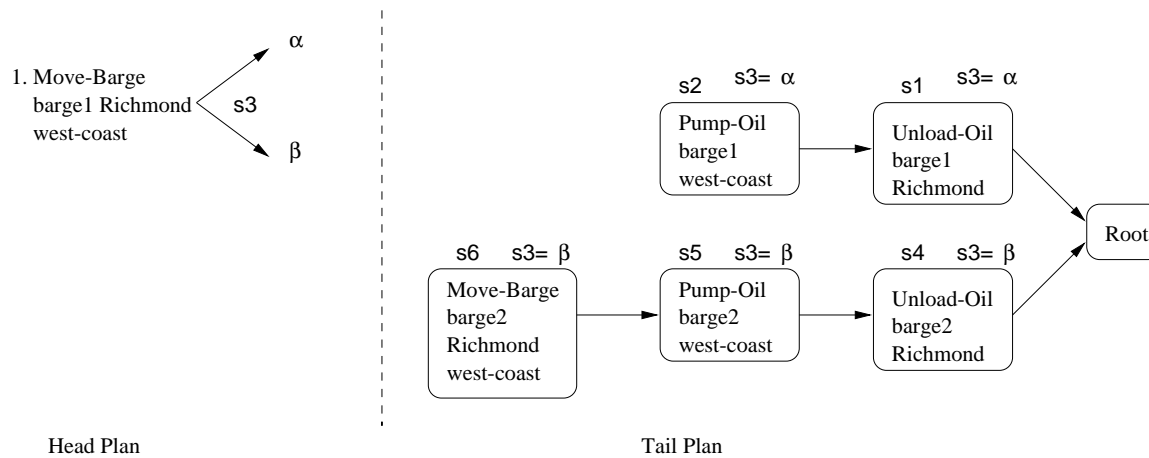 α
1. Move-Barge
barge1 Richmond
west-coast
s3
β
s2 s3= α
Pump-Oil
barge1
west-coast
s1 s3= α
Unload-Oil
barge1
Richmond
Root
s6 s3= β
Move-Barge
barge2
Richmond
west-coast
s5 s3= β
Pump-Oil
barge2
west-coast
s4 s3= β
Unload-Oil
barge2
Richmond
Head Plan
Tail Plan